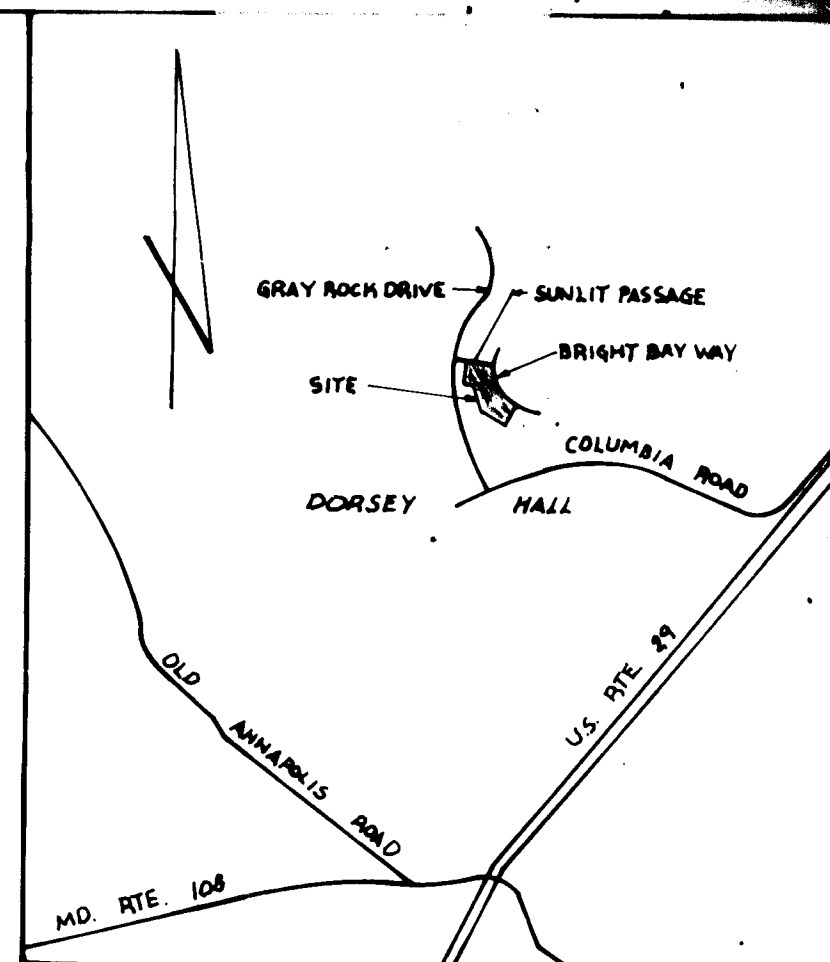 GRAY ROCK DRIVE
SUNLIT PASSAGE
BRIGHT BAY WAY
SITE
COLUMBIA ROAD
DORSEY HALL
U.S. RTE. 29
OLD ANNAPOLIS ROAD
MD. RTE. 108